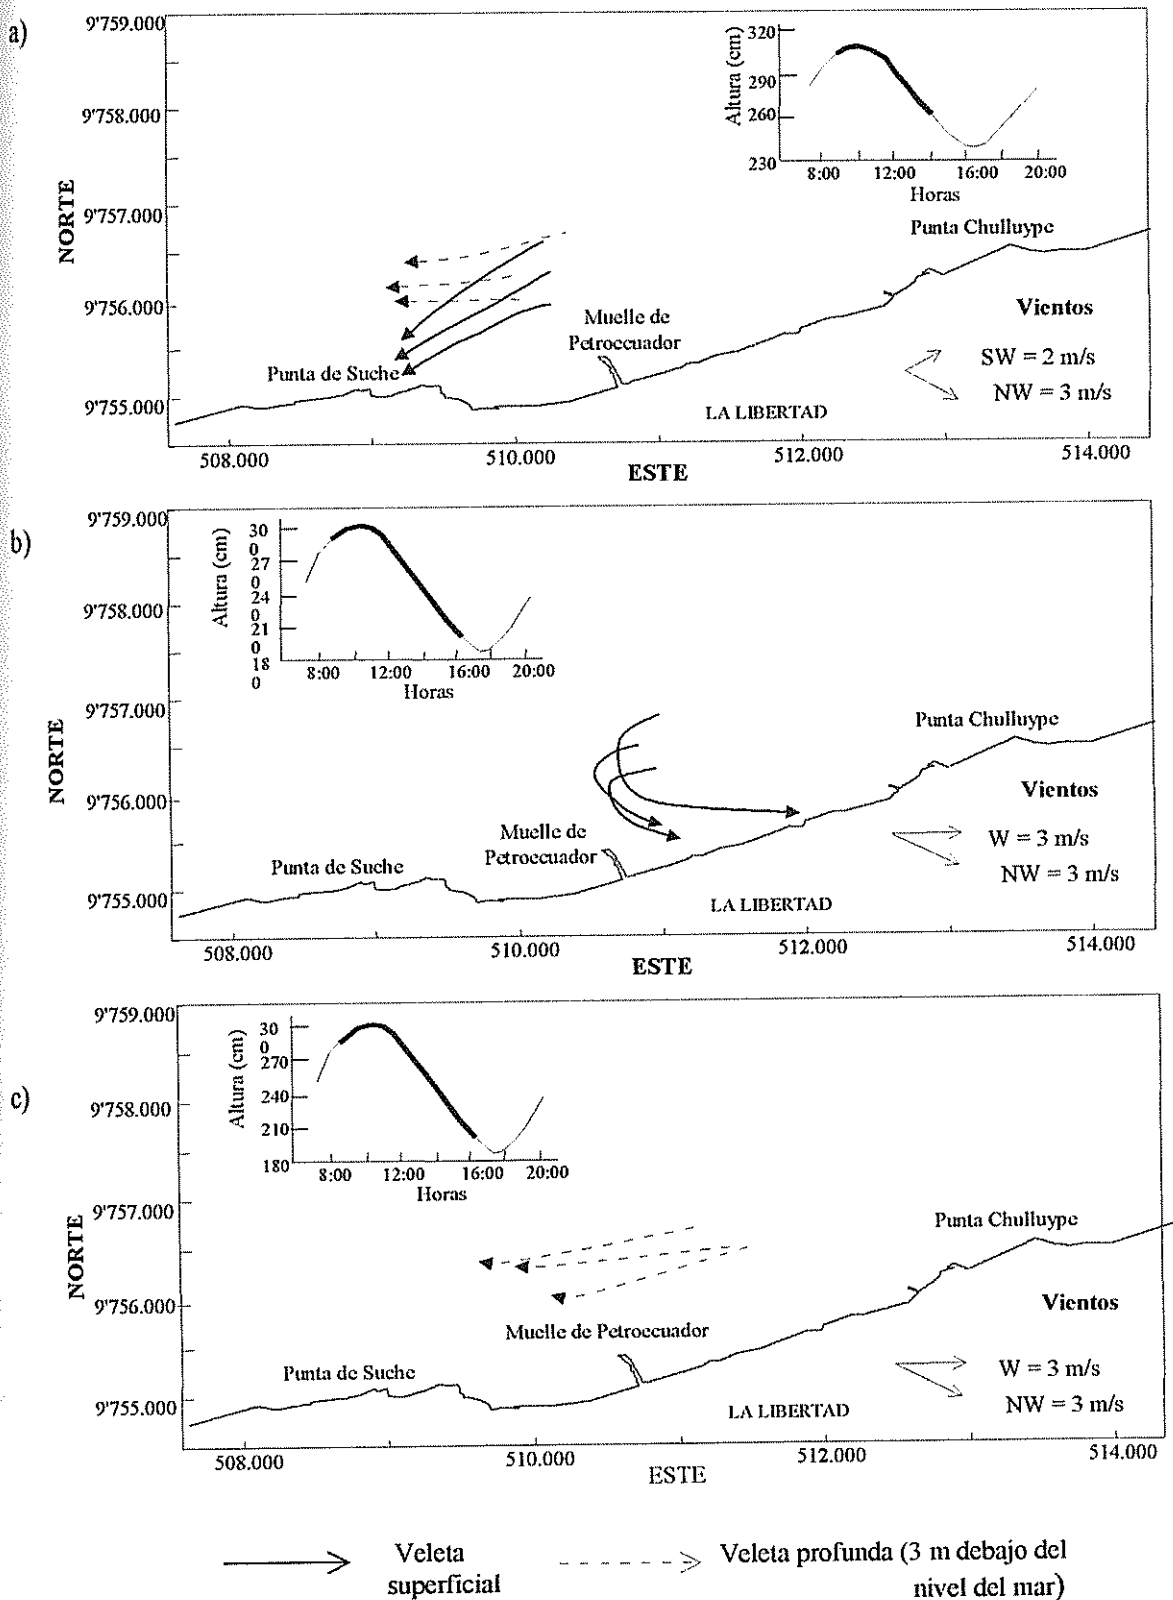 a)
9'759.000
9'758.000
9'757.000
9'756.000
9'755.000
NORTE
Altura (cm)
320
290
260
230
8:00 12:00 16:00 20:00
Horas
Punta Chulluype
Muelle de
Petroecuador
Punta de Suche
Vientos
SW = 2 m/s
NW = 3 m/s
LA LIBERTAD
508.000 510.000 512.000 514.000
ESTE
b)
9'759.000
9'758.000
9'757.000
9'756.000
9'755.000
NORTE
Altura (cm)
30
0
27
0
24
0
21
0
18
0
8:00 12:00 16:00 20:00
Horas
Punta Chulluype
Muelle de
Petroecuador
Punta de Suche
Vientos
W = 3 m/s
NW = 3 m/s
LA LIBERTAD
508.000 510.000 512.000 514.000
ESTE
c)
9'759.000
9'758.000
9'757.000
9'756.000
9'755.000
NORTE
Altura (cm)
30
0
270
240
210
180
8:00 12:00 16:00 20:00
Horas
Punta Chulluype
Muelle de Petroecuador
Punta de Suche
Vientos
W = 3 m/s
NW = 3 m/s
LA LIBERTAD
508.000 510.000 512.000 514.000
ESTE
Veleta
superficial
Veleta profunda (3 m debajo del
nivel del mar)